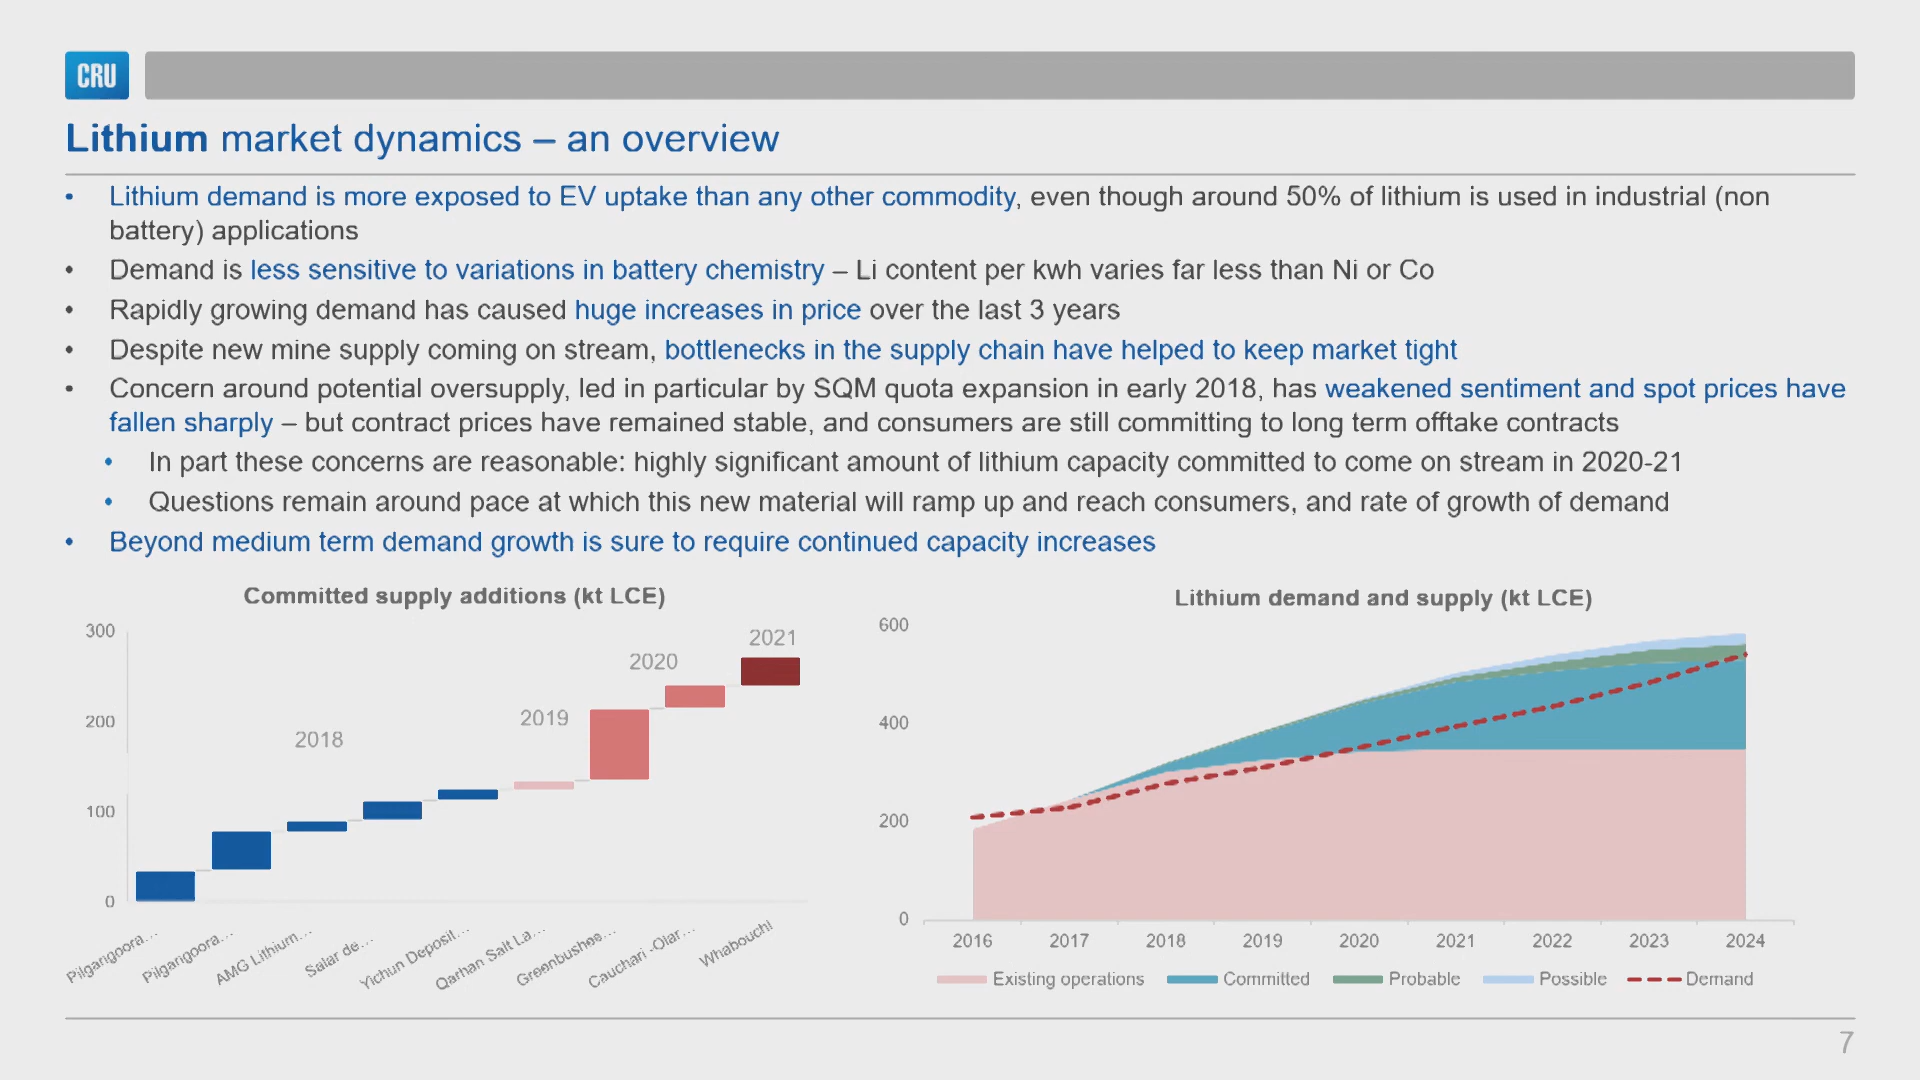 CRU
Lithium market dynamics – an overview
• Lithium demand is more exposed to EV uptake than any other commodity, even though around 50% of lithium is used in industrial (non
battery) applications
• Demand is less sensitive to variations in battery chemistry – Li content per kwh varies far less than Ni or Co
• Rapidly growing demand has caused huge increases in price over the last 3 years
• Despite new mine supply coming on stream, bottlenecks in the supply chain have helped to keep market tight
• Concern around potential oversupply, led in particular by SQM quota expansion in early 2018, has weakened sentiment and spot prices have
fallen sharply – but contract prices have remained stable, and consumers are still committing to long term offtake contracts
• In part these concerns are reasonable: highly significant amount of lithium capacity committed to come on stream in 2020-21
• Questions remain around pace at which this new material will ramp up and reach consumers, and rate of growth of demand
• Beyond medium term demand growth is sure to require continued capacity increases
Committed supply additions (kt LCE)
300
200
100
0
2018
2019
2020
2021
Pilgangoora...
Pilgangoora...
AMG Lithium...
Salar de...
Yichun Deposit...
Qarhan Salt La...
Greenbushes...
Cauchari -Olar...
Whabouchi
Lithium demand and supply (kt LCE)
600
400
200
0
2016 2017 2018 2019 2020 2021 2022 2023 2024
Existing operations Committed Probable Possible Demand
7